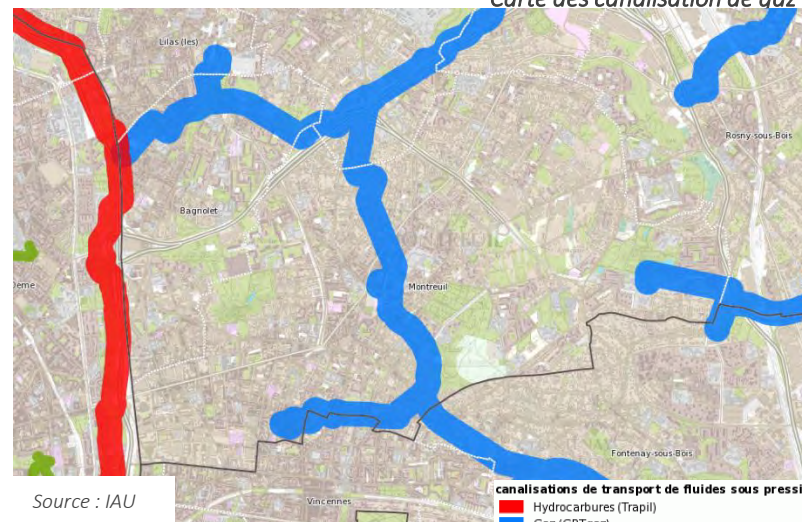 Carte des canalisation de gaz
Lilas (les)
Rosny-sous-Bois
Bagnolet
Montreuil
Fontenay-sous-Bois
Vincennes
Source : IAU
canalisations de transport de fluides sous pressi
Hydrocarbures (Trapil)